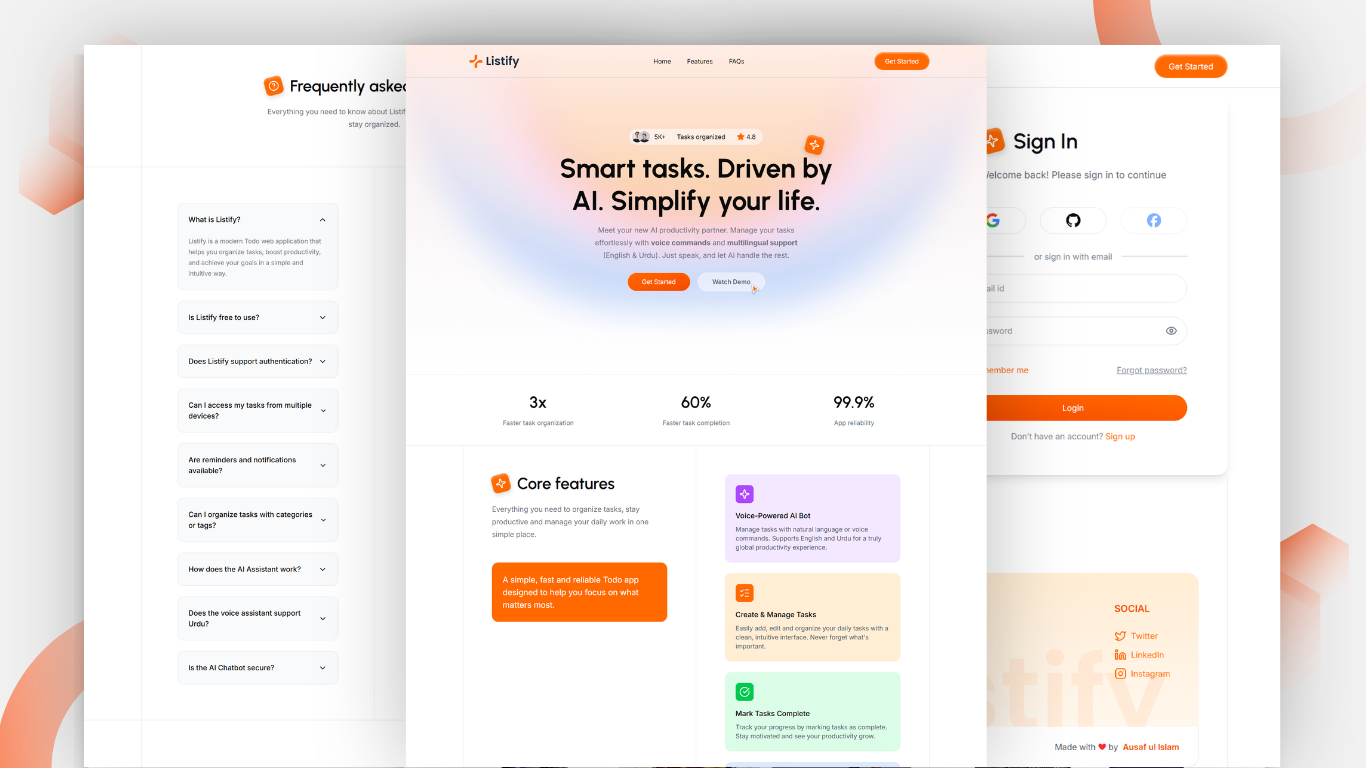 Frequently asked
Everything you need to know about Listif
stay organized.
What is Listify?
Listify is a modern Todo web application that
helps you organize tasks, boost productivity,
and achieve your goals in a simple and
intuitive way.
Is Listify free to use?
Does Listify support authentication?
Can I access my tasks from multiple
devices?
Are reminders and notifications
available?
Can I organize tasks with categories
or tags?
How does the AI Assistant work?
Does the voice assistant support
Urdu?
Is the AI Chatbot secure?
Listify
Home Features FAQs
Get Started
5K+ Tasks organized 4.8
Smart tasks. Driven by
AI. Simplify your life.
Meet your new AI productivity partner. Manage your tasks
effortlessly with voice commands and multilingual support
(English & Urdu). Just speak, and let AI handle the rest.
Get Started Watch Demo
3x 60% 99.9%
Faster task organization Faster task completion App reliability
Core features
Everything you need to organize tasks, stay
productive and manage your daily work in one
simple place.
A simple, fast and reliable Todo app
designed to help you focus on what
matters most.
Voice-Powered AI Bot
Manage tasks with natural language or voice
commands. Supports English and Urdu for a truly
global productivity experience.
Create & Manage Tasks
Easily add, edit and organize your daily tasks with a
clean, intuitive interface. Never forget what's
important.
Mark Tasks Complete
Track your progress by marking tasks as complete.
Stay motivated and see your productivity grow.
Get Started
Sign In
Welcome back! Please sign in to continue
or sign in with email
ail id
ssword
member me Forgot password?
Login
Don't have an account? Sign up
SOCIAL
Twitter
LinkedIn
Instagram
stify
Made with ❤ by Ausaf ul Islam